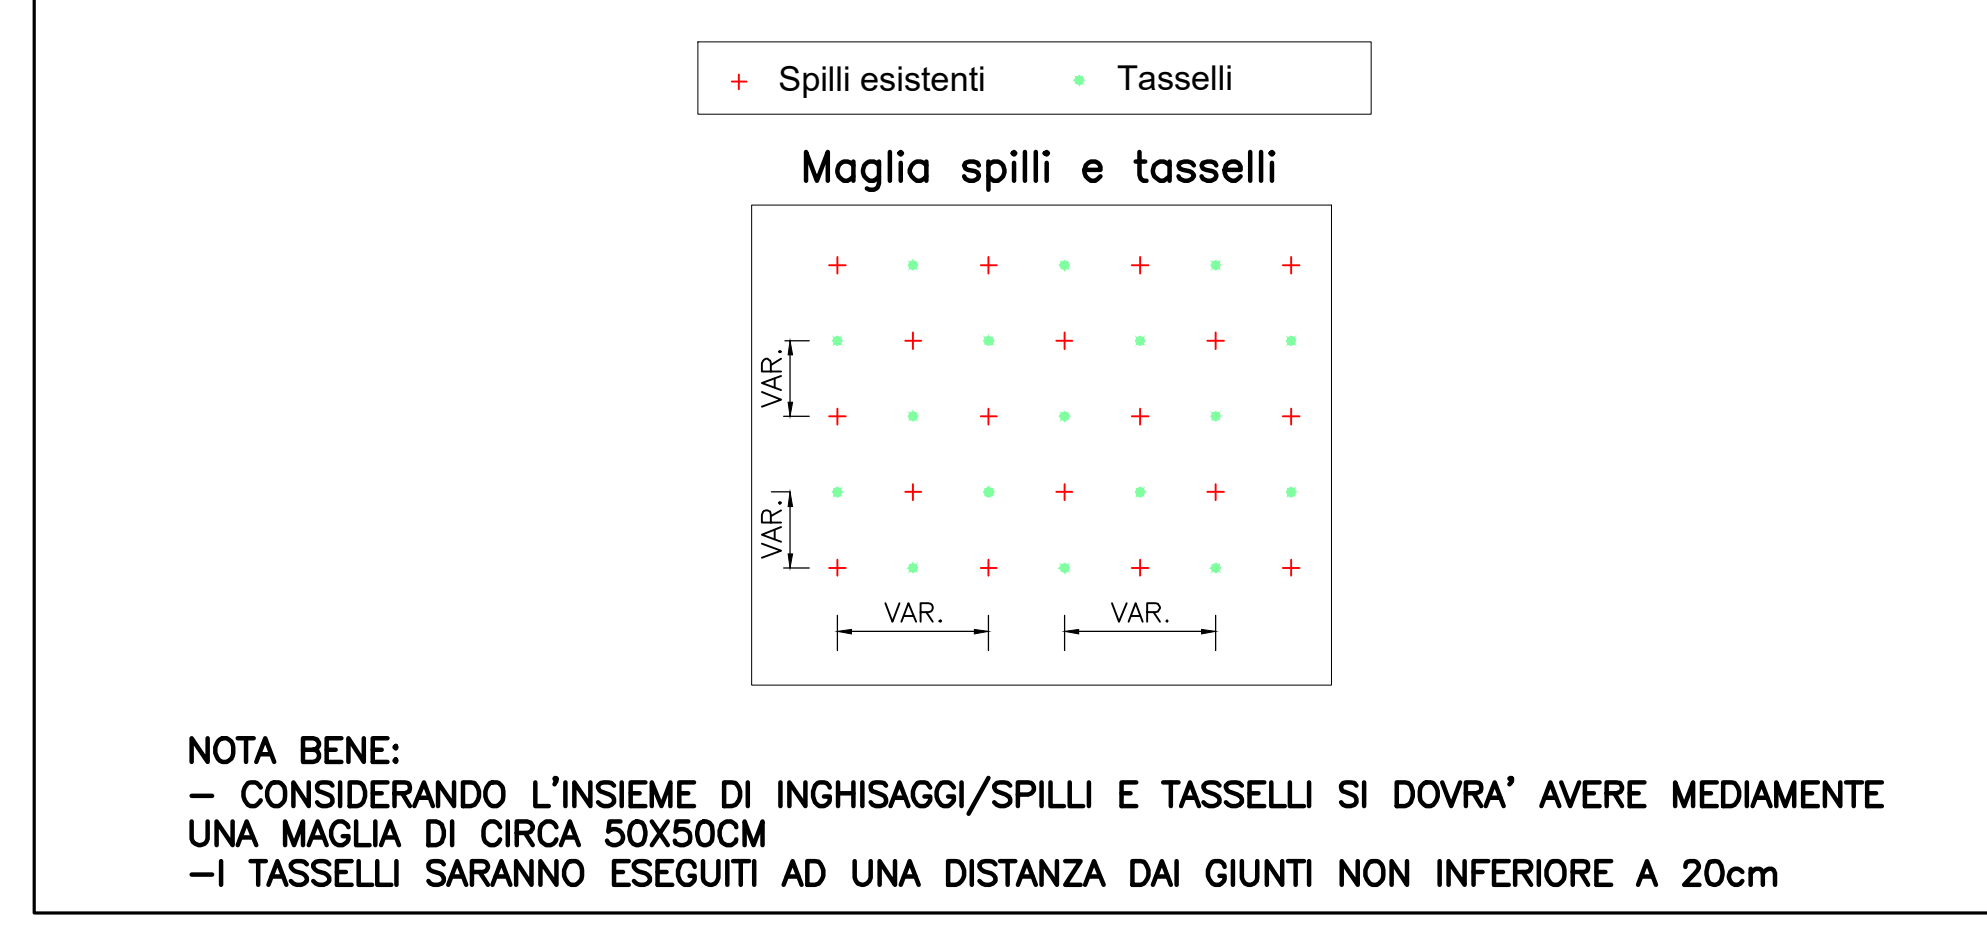 Spilli esistenti Tasselli
Maglia spilli e tasselli
VAR.
VAR.
VAR. VAR.
NOTA BENE:
- CONSIDERANDO L'INSIEME DI INGHISAGGI/SPILLI E TASSELLI SI DOVRA' AVERE MEDIAMENTE
UNA MAGLIA DI CIRCA 50X50CM
-I TASSELLI SARANNO ESEGUITI AD UNA DISTANZA DAI GIUNTI NON INFERIORE A 20cm